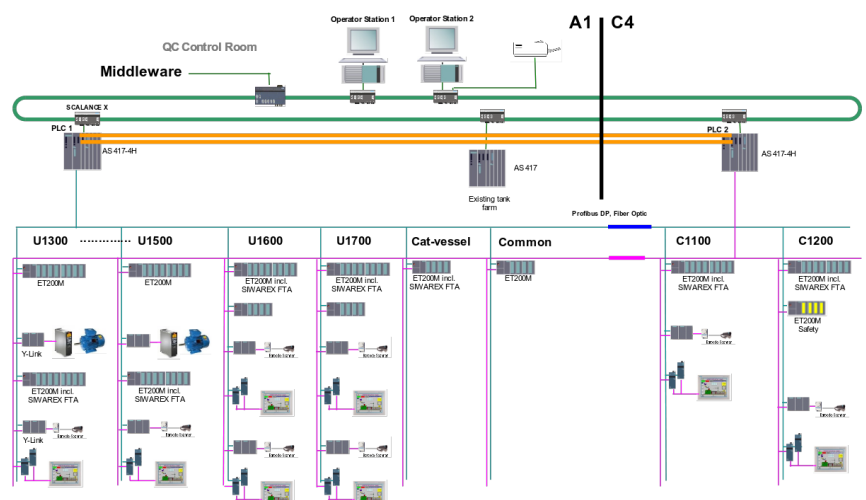 Operator Station 1
Operator Station 2
A1
C4
QC Control Room
Middleware
SCALANCE X
PLC 1
AS 417-4H
AS 417
Existing tank
farm
PLC 2
AS 417-4H
Profibus DP, Fiber Optic
U1300
U1500
U1600
U1700
Cat-vessel
Common
C1100
C1200
ET200M
ET200M
ET200M incl.
SIWAREX FTA
ET200M incl.
SIWAREX FTA
ET200M incl.
SIWAREX FTA
ET200M
ET200M incl.
SIWAREX FTA
ET200M incl.
SIWAREX FTA
ET200M
Safety
Y-Link
ET200M incl.
SIWAREX FTA
ET200M incl.
SIWAREX FTA
Y-Link